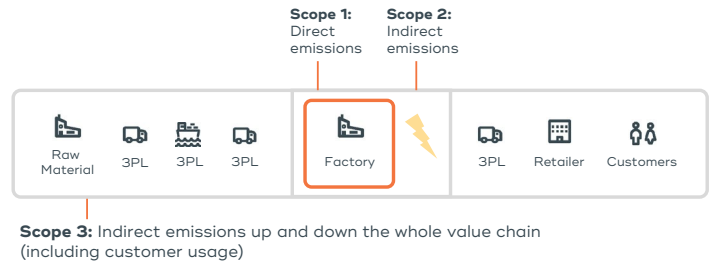 Scope 1:
Direct
emissions
Scope 2:
Indirect
emissions
Raw
Material
3PL
3PL
3PL
Factory
3PL
Retailer
Customers
Scope 3: Indirect emissions up and down the whole value chain
(including customer usage)